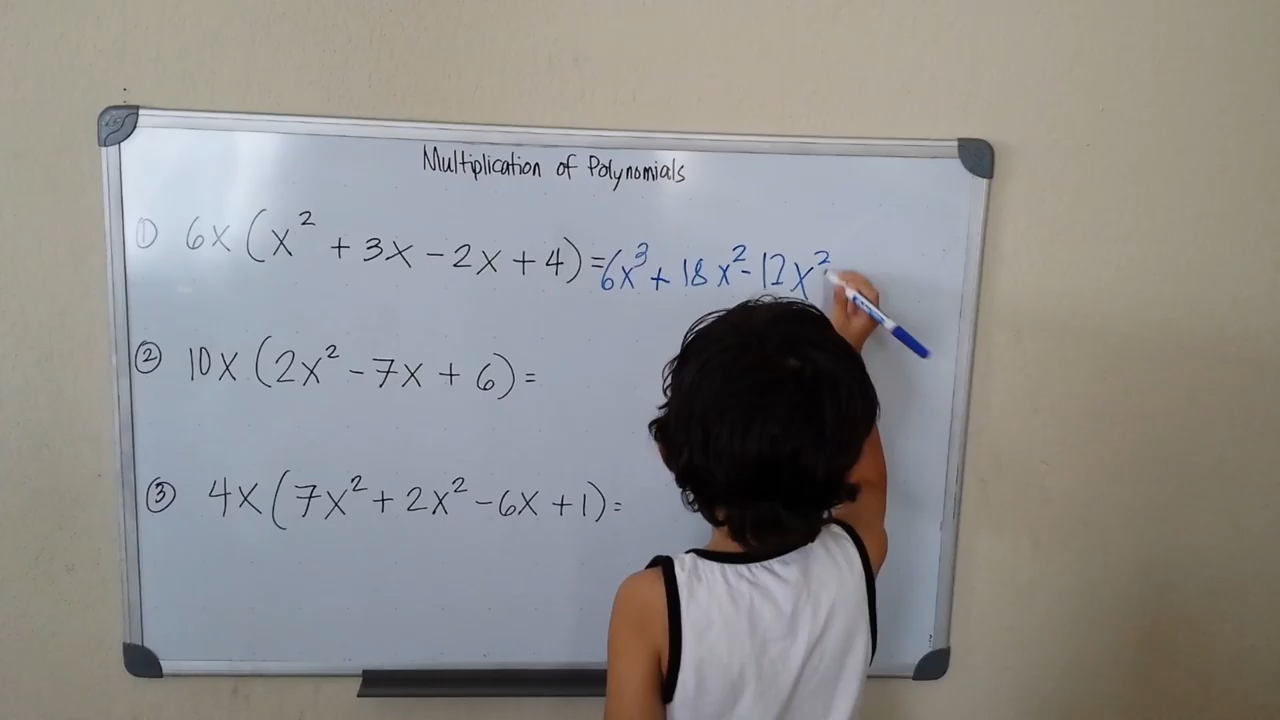 Multiplication of Polynomials
① 6x (x² + 3x - 2x + 4) = 6x³ + 18x² - 12x²
② 10x (2x² - 7x + 6) =
③ 4x (7x² + 2x² - 6x + 1) =